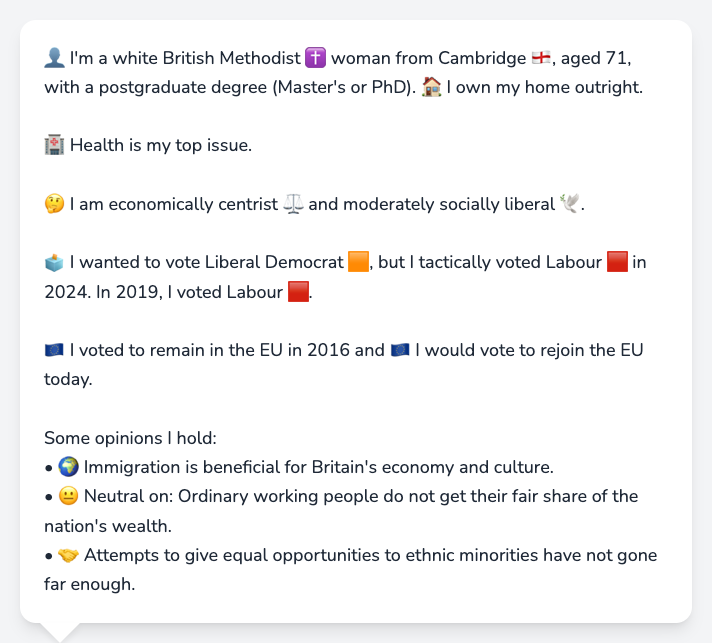 👤 I'm a white British Methodist ✝️ woman from Cambridge 🏴󠁧󠁢󠁥󠁮󠁧󠁿, aged 71,
with a postgraduate degree (Master's or PhD). 🏠 I own my home outright.
🏥 Health is my top issue.
🤔 I am economically centrist ⚖️ and moderately socially liberal 🕊️.
🗳️ I wanted to vote Liberal Democrat 🟧, but I tactically voted Labour 🟥 in
2024. In 2019, I voted Labour 🟥.
🇪🇺 I voted to remain in the EU in 2016 and 🇪🇺 I would vote to rejoin the EU
today.
Some opinions I hold:
• 🌍 Immigration is beneficial for Britain's economy and culture.
• 😐 Neutral on: Ordinary working people do not get their fair share of the
nation's wealth.
• 🤝 Attempts to give equal opportunities to ethnic minorities have not gone
far enough.